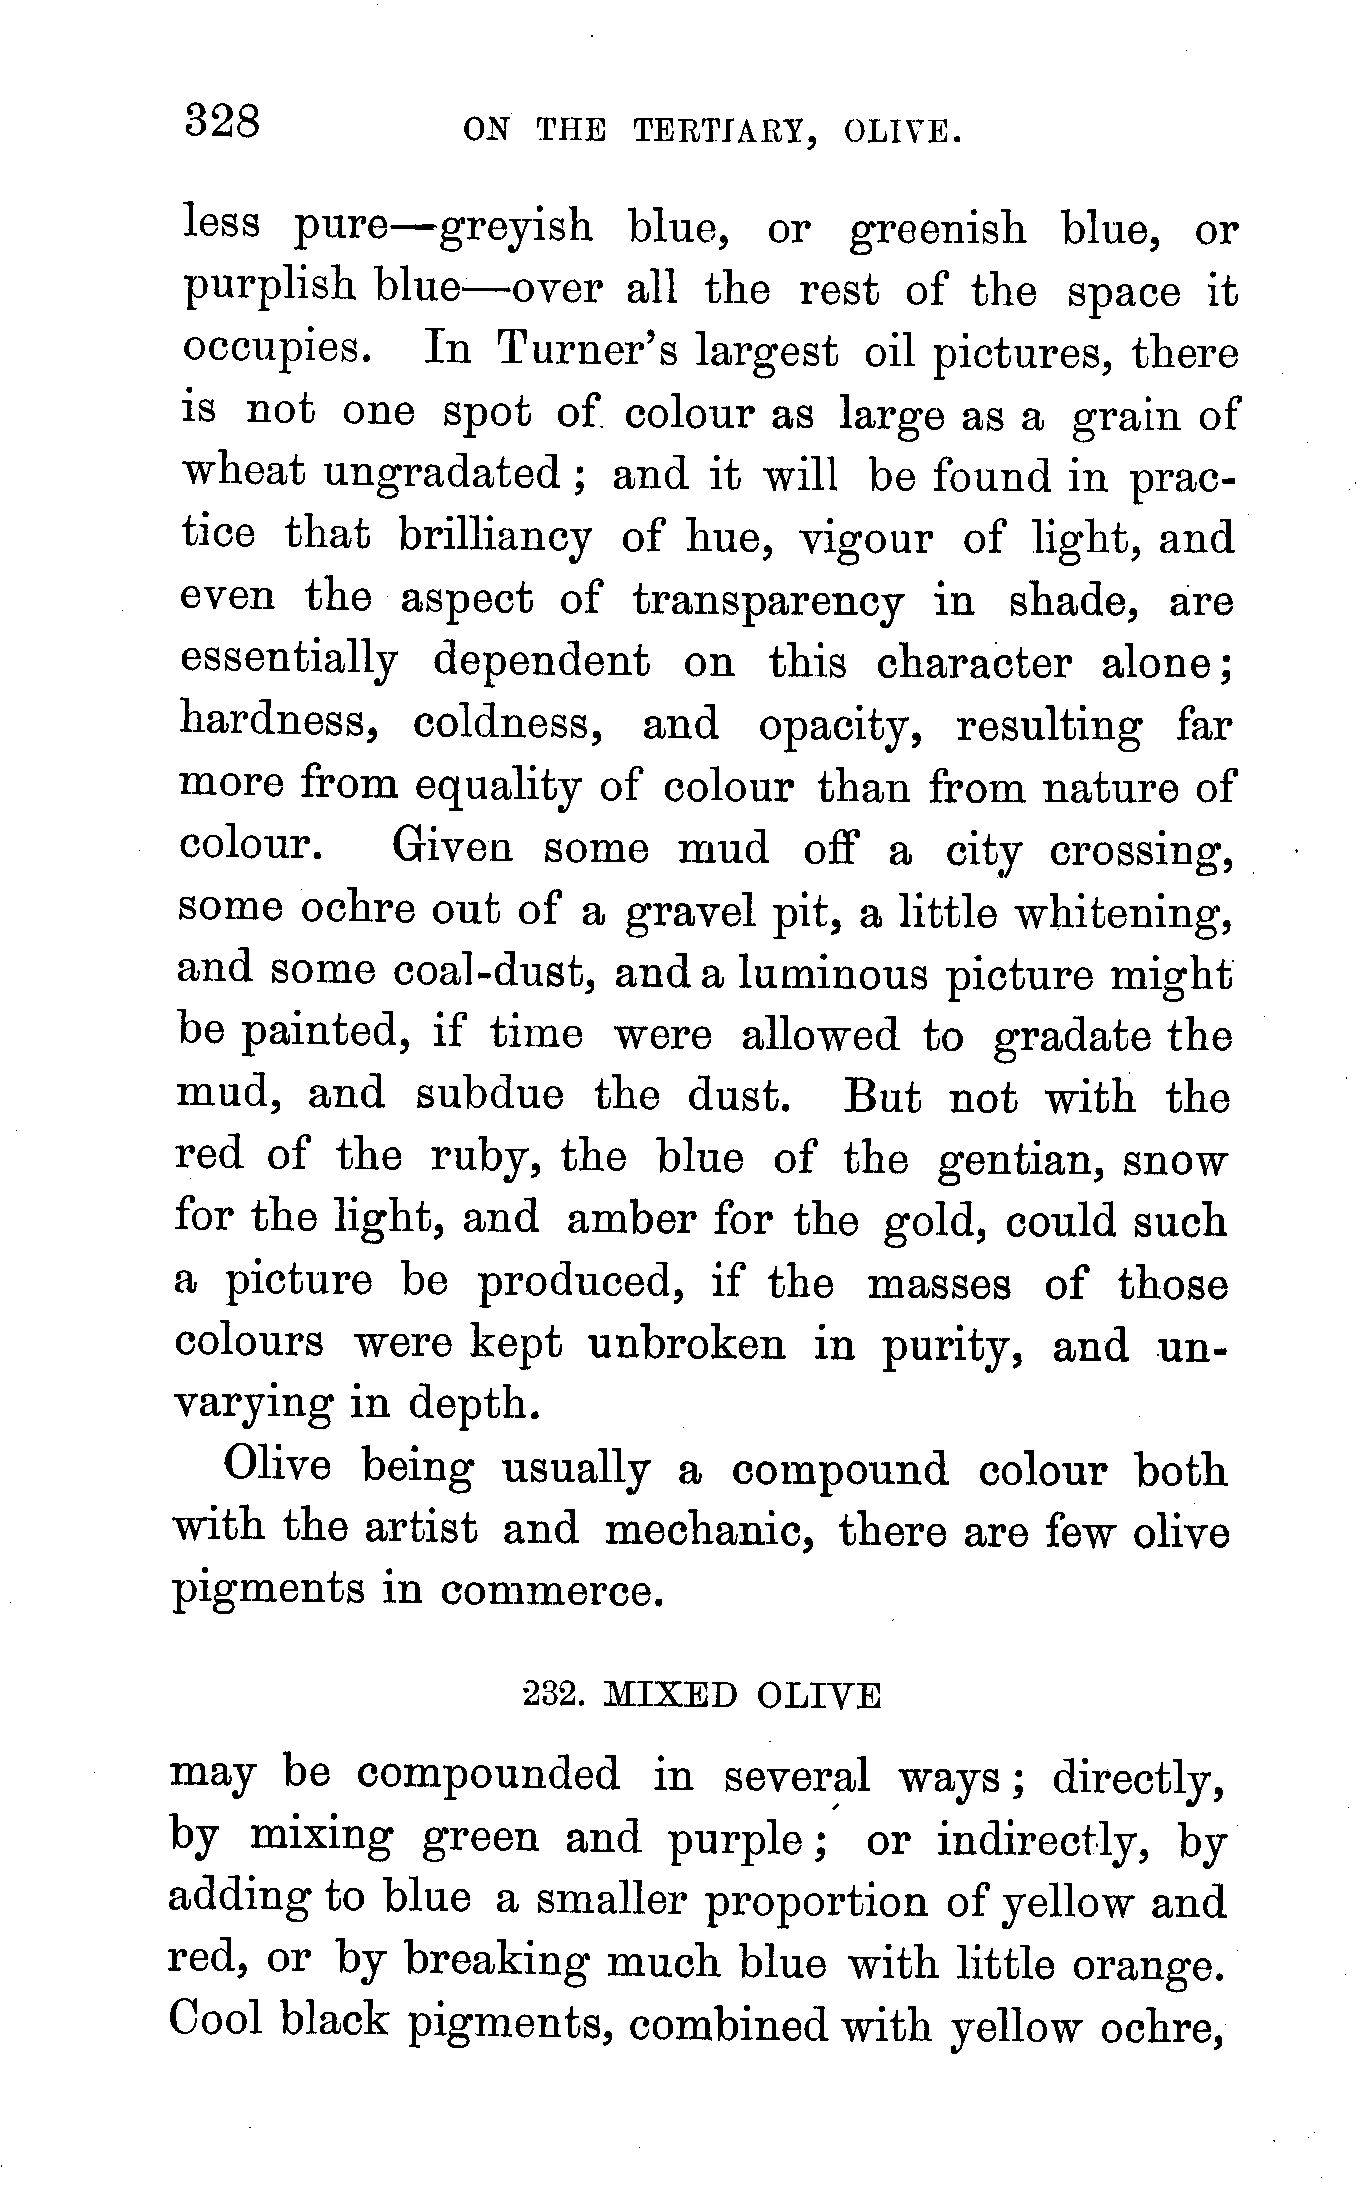 328
ON THE TERTIARY, OLIVE.
less pure—greyish blue, or greenish blue, or
purplish blue—over all the rest of the space it
occupies. In Turner's largest oil pictures, there
is not one spot of colour as large as a grain of
wheat ungradated ; and it will be found in prac-
tice that brilliancy of hue, vigour of light, and
even the aspect of transparency in shade, are
essentially dependent on this character alone;
hardness, coldness, and opacity, resulting far
more from equality of colour than from nature of
colour. Given some mud off a city crossing,
some ochre out of a gravel pit, a little whitening,
and some coal-dust, and a luminous picture might
be painted, if time were allowed to gradate the
mud, and subdue the dust. But not with the
red of the ruby, the blue of the gentian, snow
for the light, and amber for the gold, could such
a picture be produced, if the masses of those
colours were kept unbroken in purity, and un-
varying in depth.
Olive being usually a compound colour both
with the artist and mechanic, there are few olive
pigments in commerce.
232. MIXED OLIVE
may be compounded in several ways ; directly,
by mixing green and purple ; or indirectly, by
adding to blue a smaller proportion of yellow and
red, or by breaking much blue with little orange.
Cool black pigments, combined with yellow ochre,